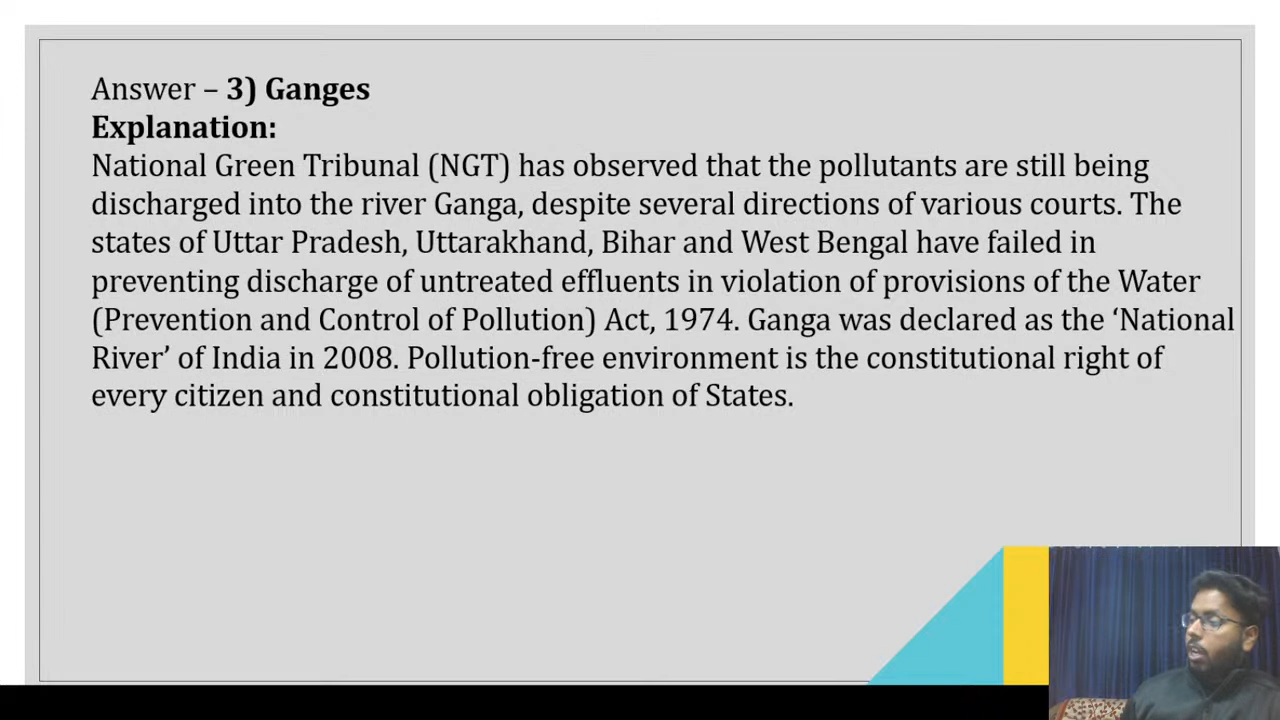 Answer – 3) Ganges
Explanation:
National Green Tribunal (NGT) has observed that the pollutants are still being
discharged into the river Ganga, despite several directions of various courts. The
states of Uttar Pradesh, Uttarakhand, Bihar and West Bengal have failed in
preventing discharge of untreated effluents in violation of provisions of the Water
(Prevention and Control of Pollution) Act, 1974. Ganga was declared as the ‘National
River’ of India in 2008. Pollution-free environment is the constitutional right of
every citizen and constitutional obligation of States.